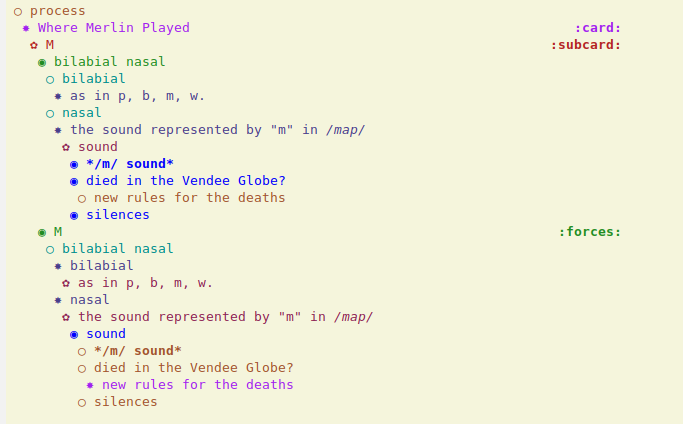 process
Where Merlin Played :card:
M :subcard:
bilabial nasal
bilabial
as in p, b, m, w.
nasal
the sound represented by "m" in /map/
sound
*/m/ sound*
died in the Vendee Globe?
new rules for the deaths
silences
M :forces:
bilabial nasal
bilabial
as in p, b, m, w.
nasal
the sound represented by "m" in /map/
sound
*/m/ sound*
died in the Vendee Globe?
new rules for the deaths
silences